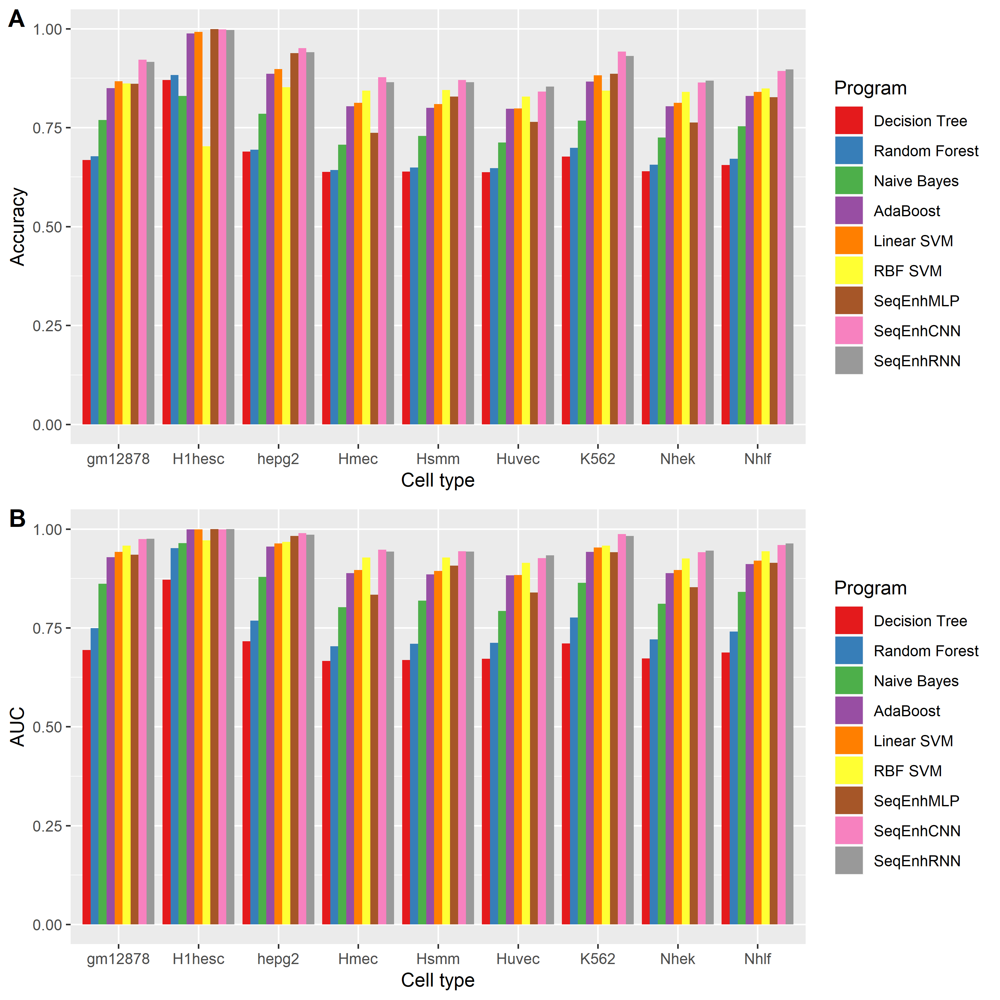 A
1.00
0.75
0.50
0.25
0.00
Accuracy
gm12878 H1hesc hepg2 Hmec Hsmm Huvec K562 Nhek Nhlf
Cell type
Program
Decision Tree
Random Forest
Naive Bayes
AdaBoost
Linear SVM
RBF SVM
SeqEnhMLP
SeqEnhCNN
SeqEnhRNN
B
1.00
0.75
0.50
0.25
0.00
AUC
gm12878 H1hesc hepg2 Hmec Hsmm Huvec K562 Nhek Nhlf
Cell type
Program
Decision Tree
Random Forest
Naive Bayes
AdaBoost
Linear SVM
RBF SVM
SeqEnhMLP
SeqEnhCNN
SeqEnhRNN